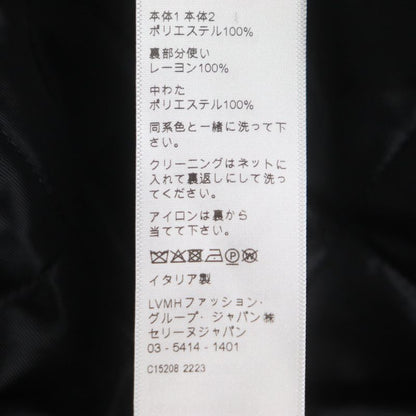 本体1 本体2
ポリエステル100%
裏部分使い
レーヨン100%
中わた
ポリエステル100%
同系色と一緒に洗って下
さい。
クリーニングはネットに
入れて裏返しにして洗っ
てください。
アイロンは裏から
当てて下さい。
イタリア製
LVMHファッション・
グループ・ジャパン㈱
セリーヌジャパン
03 - 5414 - 1401
C15208 2223